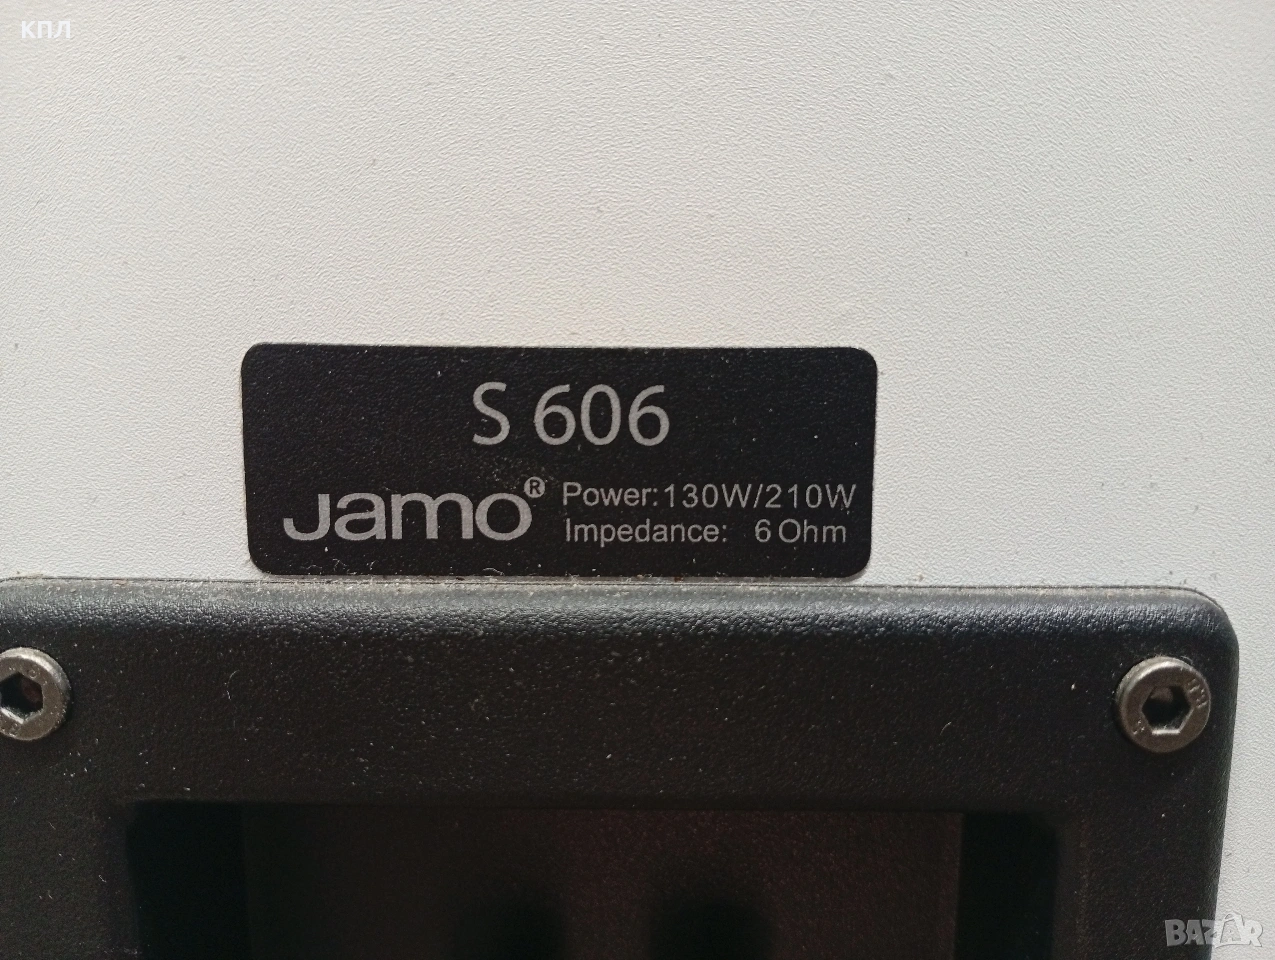 КПЛ
S 606
Jamo® Power:130W/210W
Impedance: 6 Ohm
BAZAR